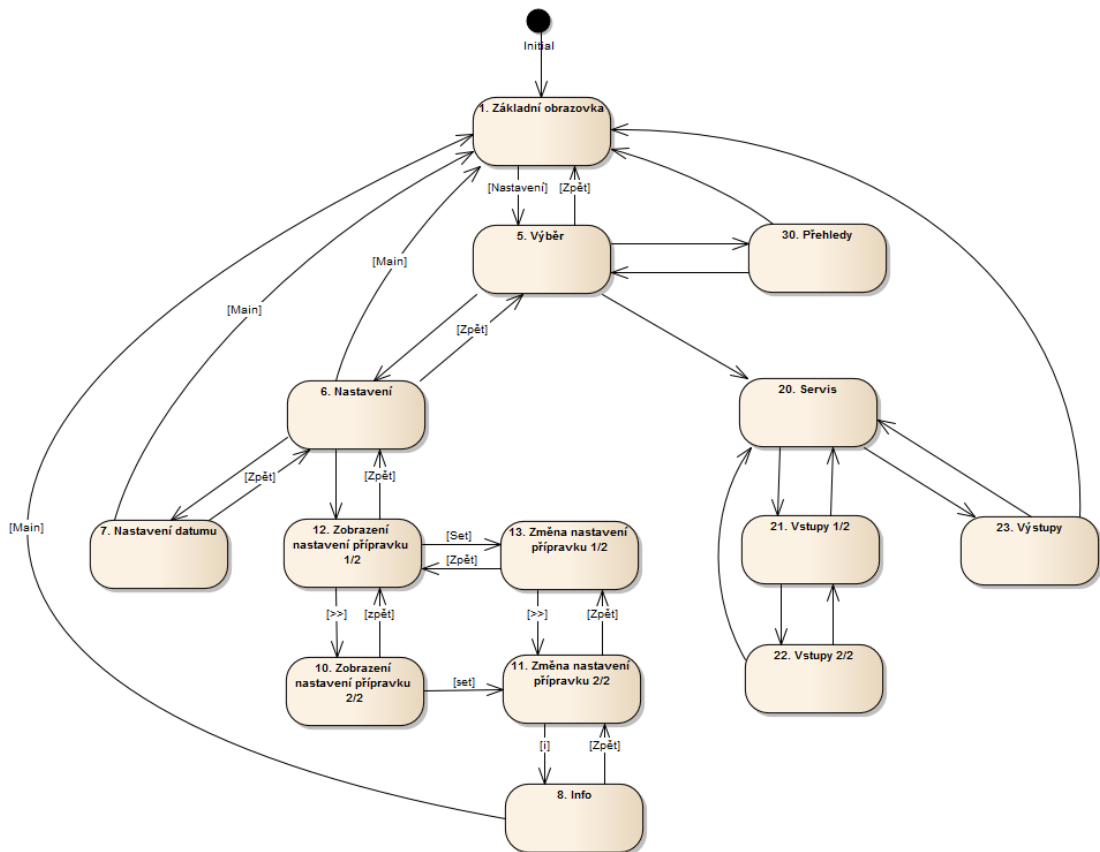 Initial
1. Základní obrazovka
[Nastavení]
[Zpět]
5. Výběr
30. Přehledy
[Main]
[Main]
[Zpět]
6. Nastavení
20. Servis
[Zpět]
[Zpět]
[Main]
7. Nastavení datumu
12. Zobrazení
nastavení přípravku
1/2
[Set]
[Zpět]
13. Změna nastavení
přípravku 1/2
21. Vstupy 1/2
23. Výstupy
[>>]
[zpět]
[>>]
[Zpět]
10. Zobrazení
nastavení přípravku
2/2
[set]
11. Změna nastavení
přípravku 2/2
22. Vstupy 2/2
[i]
[Zpět]
8. Info